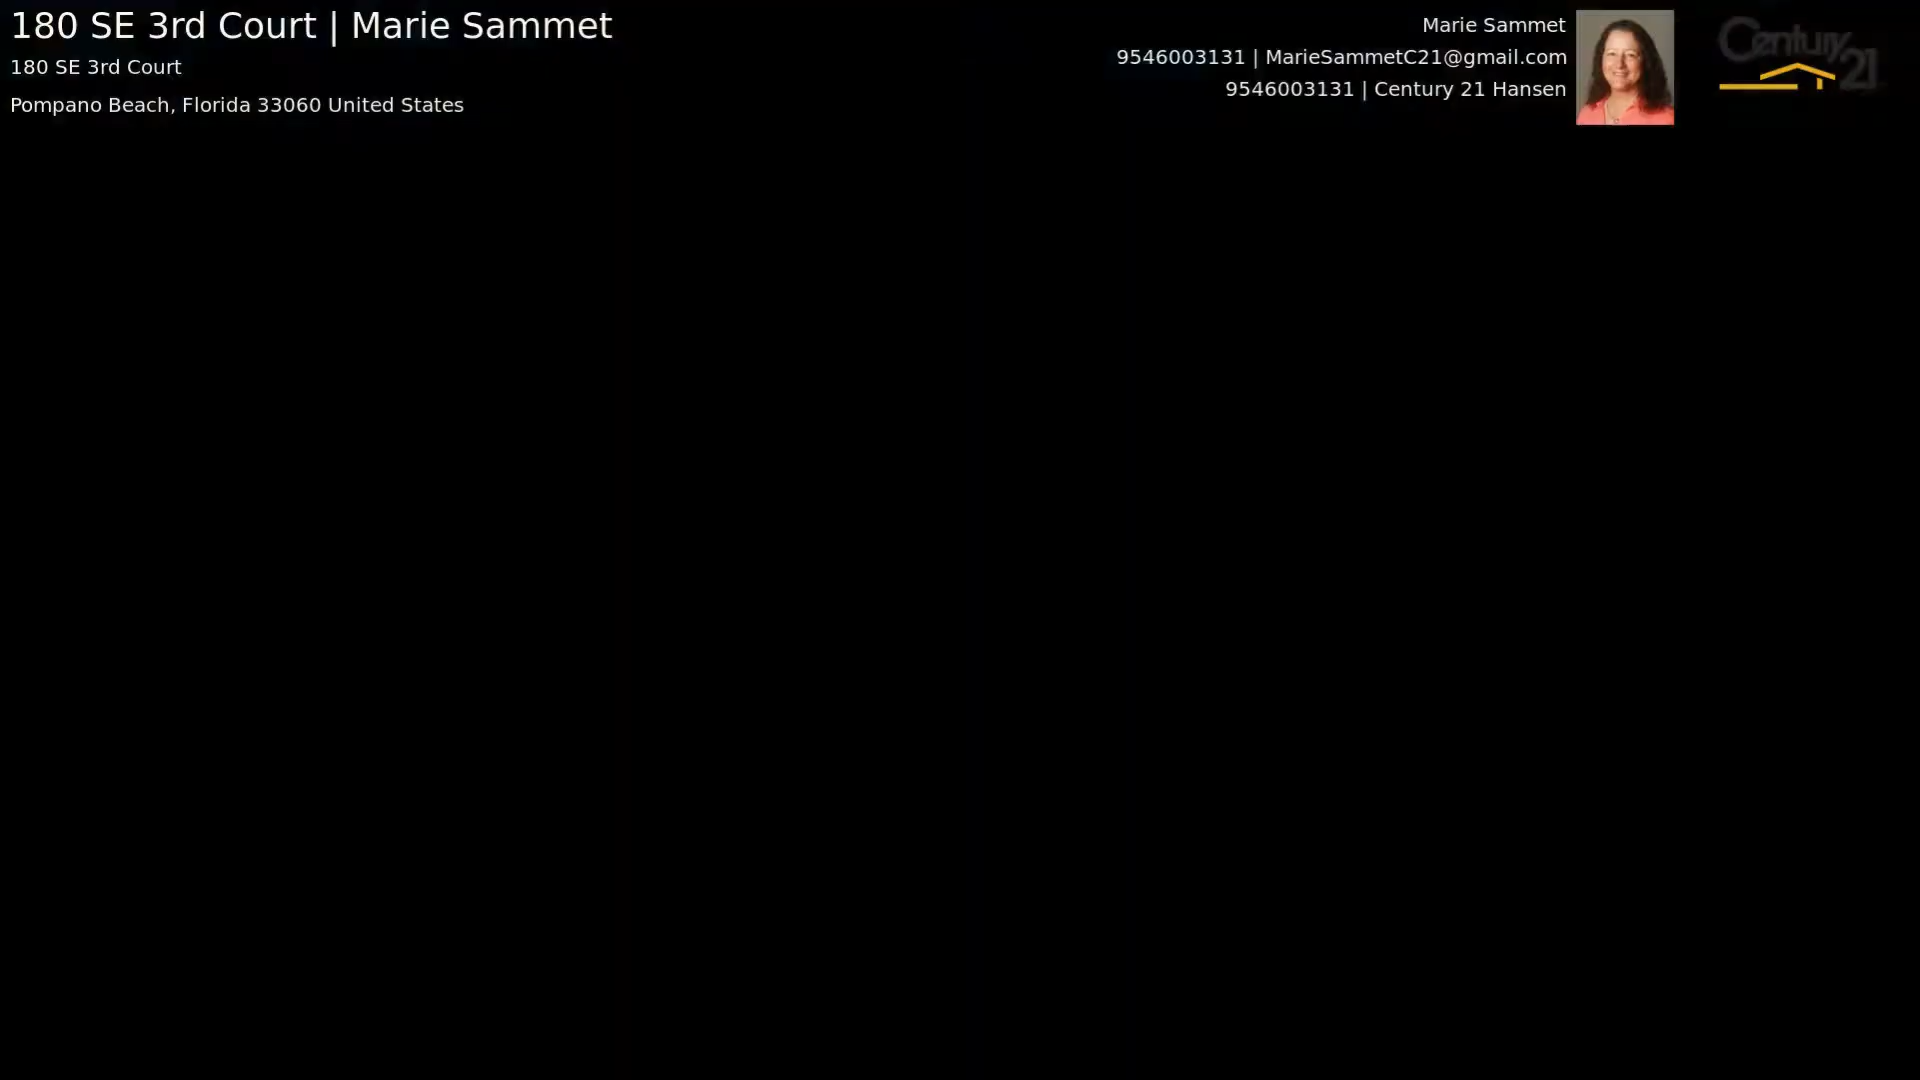 180 SE 3rd Court | Marie Sammet
180 SE 3rd Court
Pompano Beach, Florida 33060 United States
Marie Sammet
9546003131 | MarieSammetC21@gmail.com
9546003131 | Century 21 Hansen
Century
21